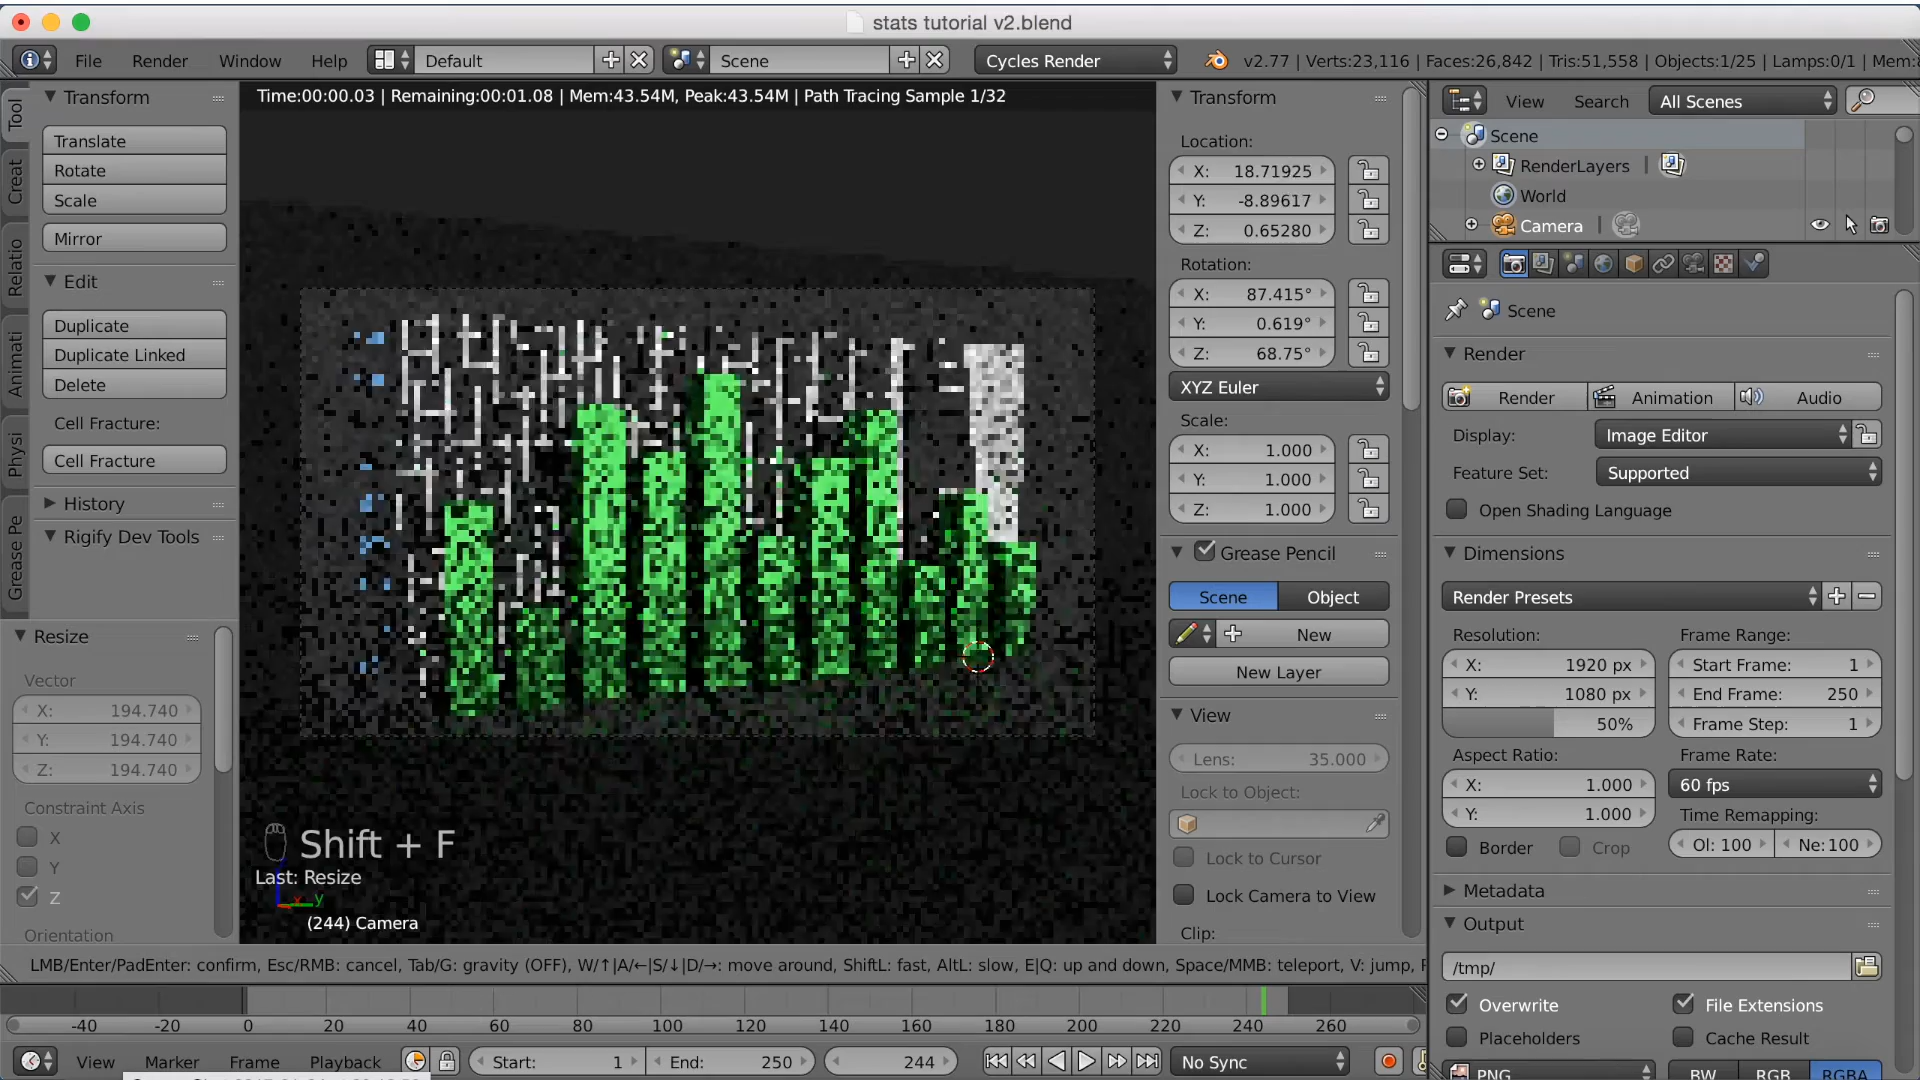 stats tutorial v2.blend
File Render Window Help Default Scene Cycles Render v2.77 | Verts:23,116 | Faces:26,842 | Tris:51,558 | Objects:1/25 | Lamps:0/1 | Mem:
Time:00:00.03 | Remaining:00:01.08 | Mem:43.54M, Peak:43.54M | Path Tracing Sample 1/32
Tool
Creat
Relatio
Animati
Physi
Grease Pe
Transform
Translate
Rotate
Scale
Mirror
Edit
Duplicate
Duplicate Linked
Delete
Cell Fracture:
Cell Fracture
History
Rigify Dev Tools
Resize
Vector
X: 194.740
Y: 194.740
Z: 194.740
Constraint Axis
X
Y
Z
Orientation
Shift + F
Last: Resize
y
(244) Camera
Transform
Location:
X: 18.71925
Y: -8.89617
Z: 0.65280
Rotation:
X: 87.415°
Y: 0.619°
Z: 68.75°
XYZ Euler
Scale:
X: 1.000
Y: 1.000
Z: 1.000
Grease Pencil
Scene Object
New
New Layer
View
Lens: 35.000
Lock to Object:
Lock to Cursor
Lock Camera to View
Clip:
View Search All Scenes
Scene
RenderLayers |
World
Camera |
Scene
Render
Render Animation Audio
Display: Image Editor
Feature Set: Supported
Open Shading Language
Dimensions
Render Presets
Resolution: Frame Range:
X: 1920 px Start Frame: 1
Y: 1080 px End Frame: 250
50% Frame Step: 1
Aspect Ratio: Frame Rate:
X: 1.000 60 fps
Y: 1.000 Time Remapping:
Border Crop Ol: 100 Ne:100
Metadata
Output
/tmp/
Overwrite File Extensions
Placeholders Cache Result
PNG BW RGB RGBA
LMB/Enter/PadEnter: confirm, Esc/RMB: cancel, Tab/G: gravity (OFF), W/↑|A/←|S/↓|D/→: move around, ShiftL: fast, AltL: slow, E|Q: up and down, Space/MMB: teleport, V: jump,
-40 -20 0 20 40 60 80 100 120 140 160 180 200 220 240 260
View Marker Frame Playback Start: 1 End: 250 244 No Sync